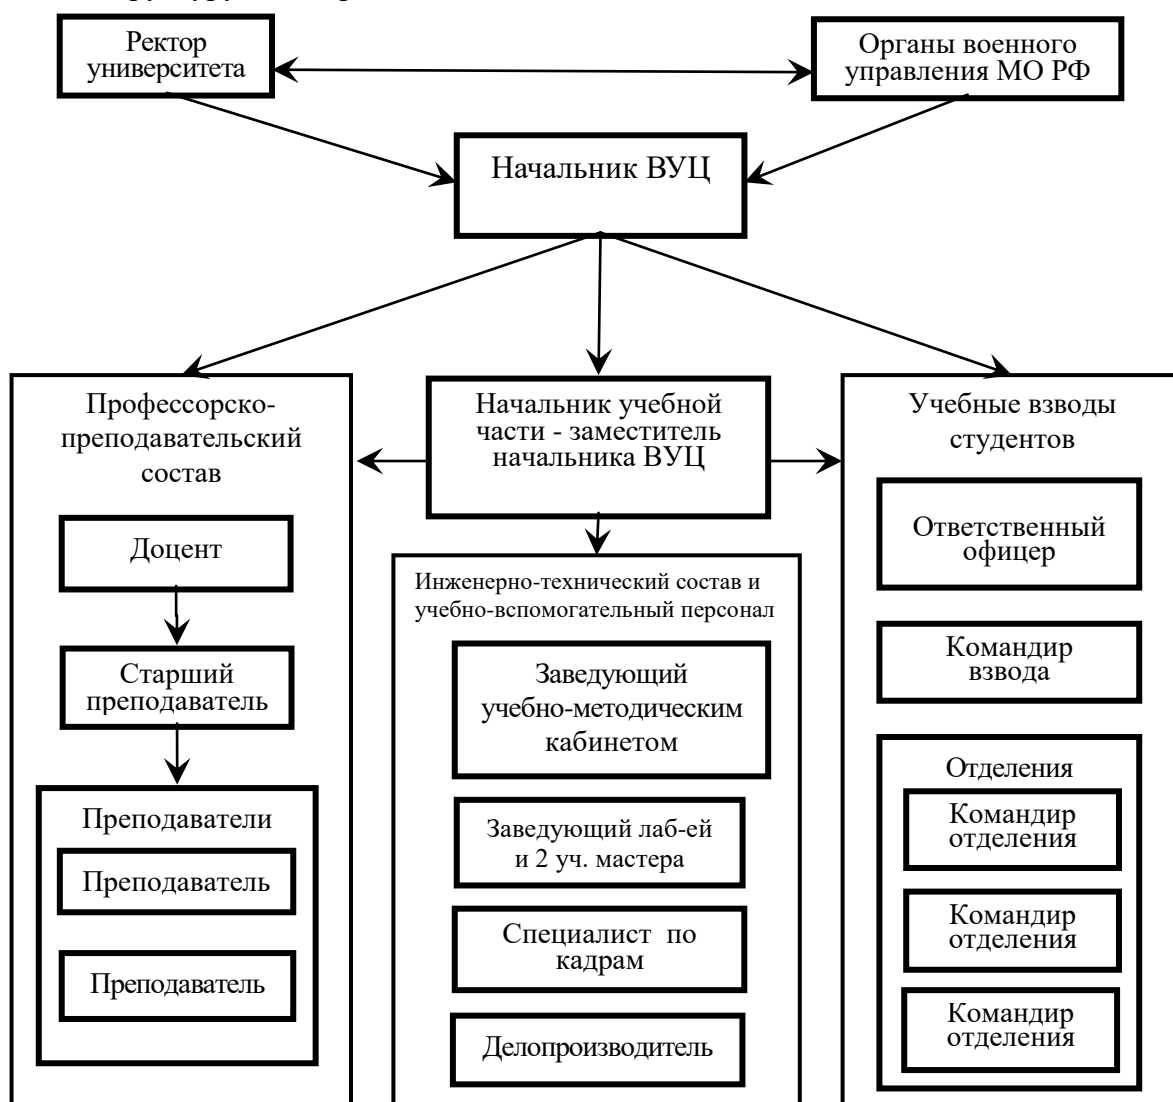 Ректор
университета
Органы военного
управления МО РФ
Начальник ВУЦ
Профессорско-
преподавательский
состав
Доцент
Старший
преподаватель
Преподаватели
Преподаватель
Преподаватель
Начальник учебной
части - заместитель
начальника ВУЦ
Инженерно-технический состав и
учебно-вспомогательный персонал
Заведующий
учебно-методическим
кабинетом
Заведующий лаб-ей
и 2 уч. мастера
Специалист по
кадрам
Делопроизводитель
Учебные взводы
студентов
Ответственный
офицер
Командир
взвода
Отделения
Командир
отделения
Командир
отделения
Командир
отделения